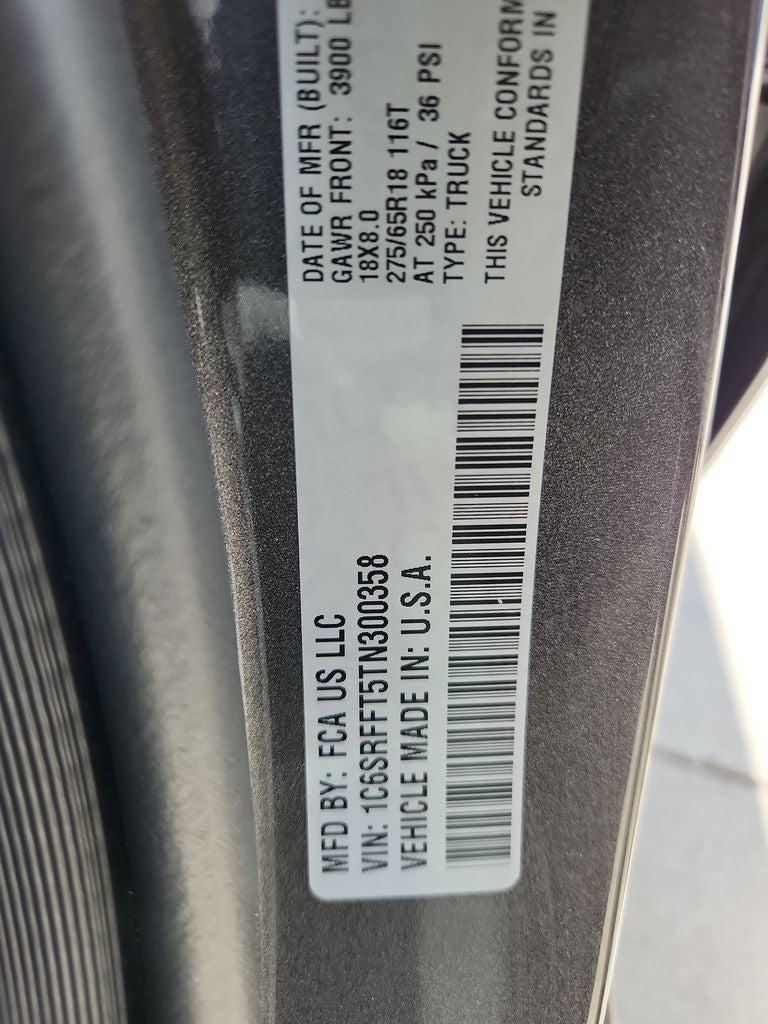 MFD BY: FCA US LLC
VIN: 1C6SRFFT5TN300358
VEHICLE MADE IN: U.S.A.
DATE OF MFR (BUILT):
GAWR FRONT: 3900 LB
18X8.0
275/65R18 116T
AT 250 kPa / 36 PSI
TYPE: TRUCK
THIS VEHICLE CONFORM
STANDARDS IN